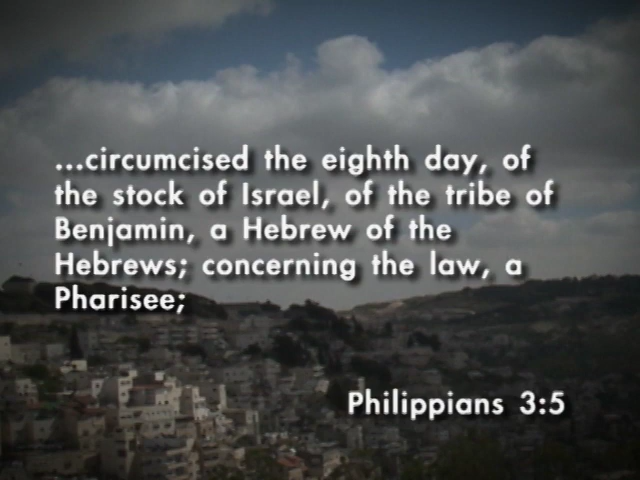 ...circumcised the eighth day, of
the stock of Israel, of the tribe of
Benjamin, a Hebrew of the
Hebrews; concerning the law, a
Pharisee;
Philippians 3:5